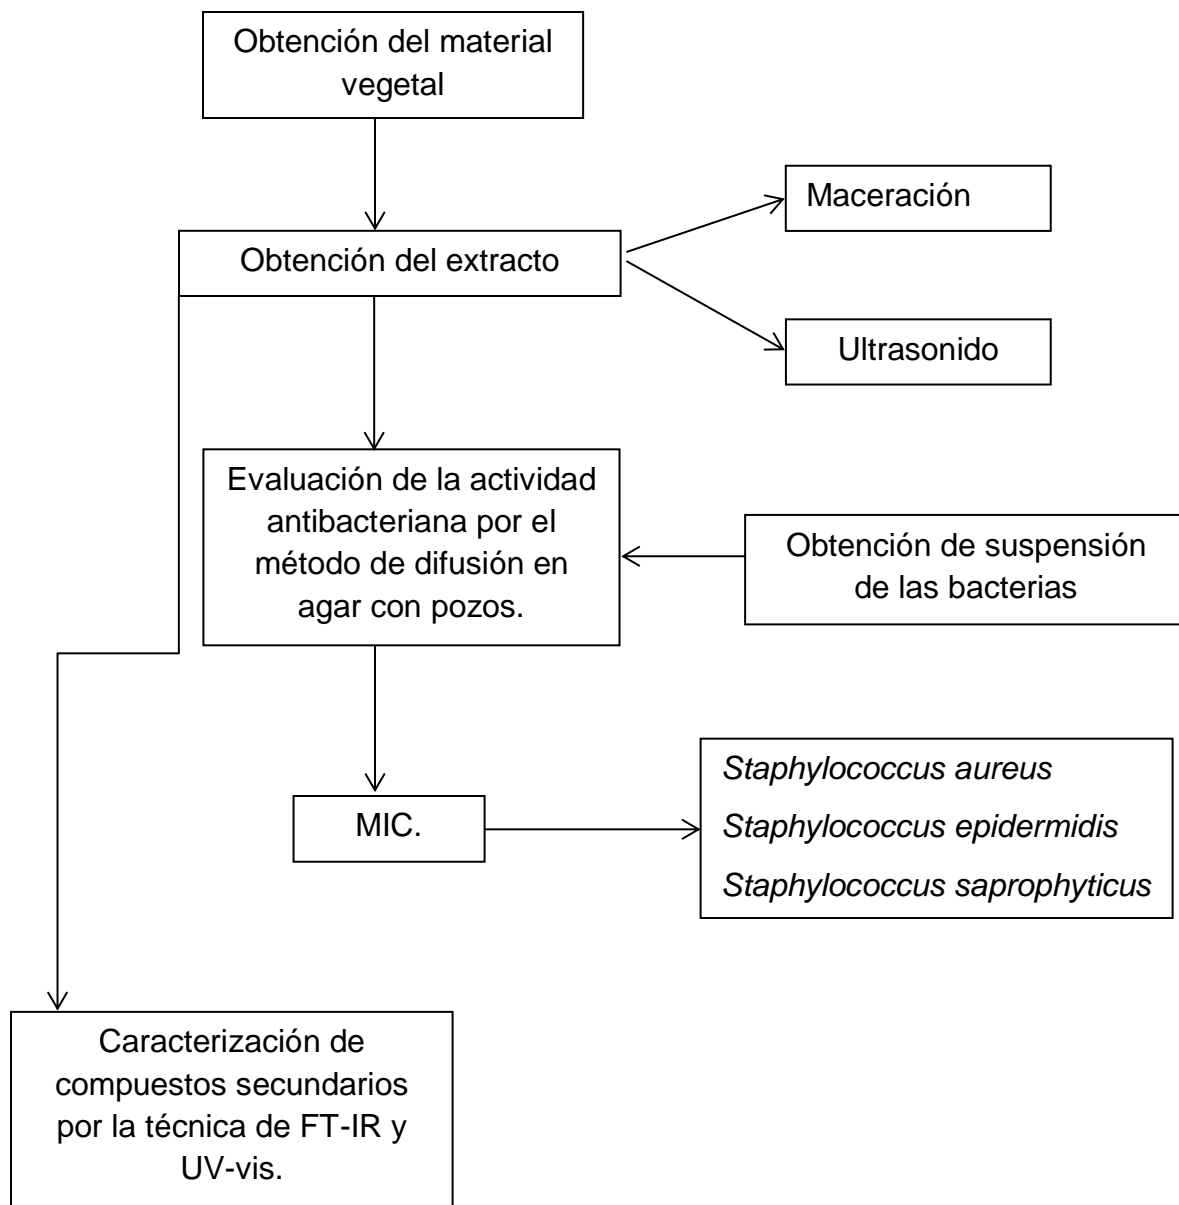 Obtención del material
vegetal
Maceración
Obtención del extracto
Ultrasonido
Evaluación de la actividad
antibacteriana por el
método de difusión en
agar con pozos.
Obtención de suspensión
de las bacterias
MIC.
Staphylococcus aureus
Staphylococcus epidermidis
Staphylococcus saprophyticus
Caracterización de
compuestos secundarios
por la técnica de FT-IR y
UV-vis.